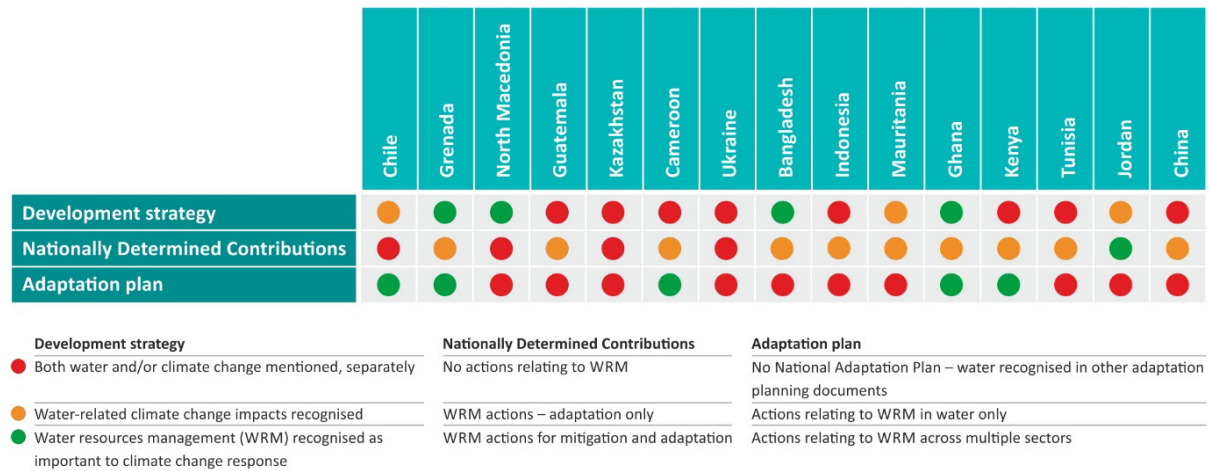 Chile
Grenada
North Macedonia
Guatemala
Kazakhstan
Cameroon
Ukraine
Bangladesh
Indonesia
Mauritania
Ghana
Kenya
Tunisia
Jordan
China
Development strategy
Nationally Determined Contributions
Adaptation plan
Development strategy
Nationally Determined Contributions
Adaptation plan
Both water and/or climate change mentioned, separately
No actions relating to WRM
No National Adaptation Plan – water recognised in other adaptation
planning documents
Water-related climate change impacts recognised
WRM actions – adaptation only
Actions relating to WRM in water only
Water resources management (WRM) recognised as
important to climate change response
WRM actions for mitigation and adaptation
Actions relating to WRM across multiple sectors